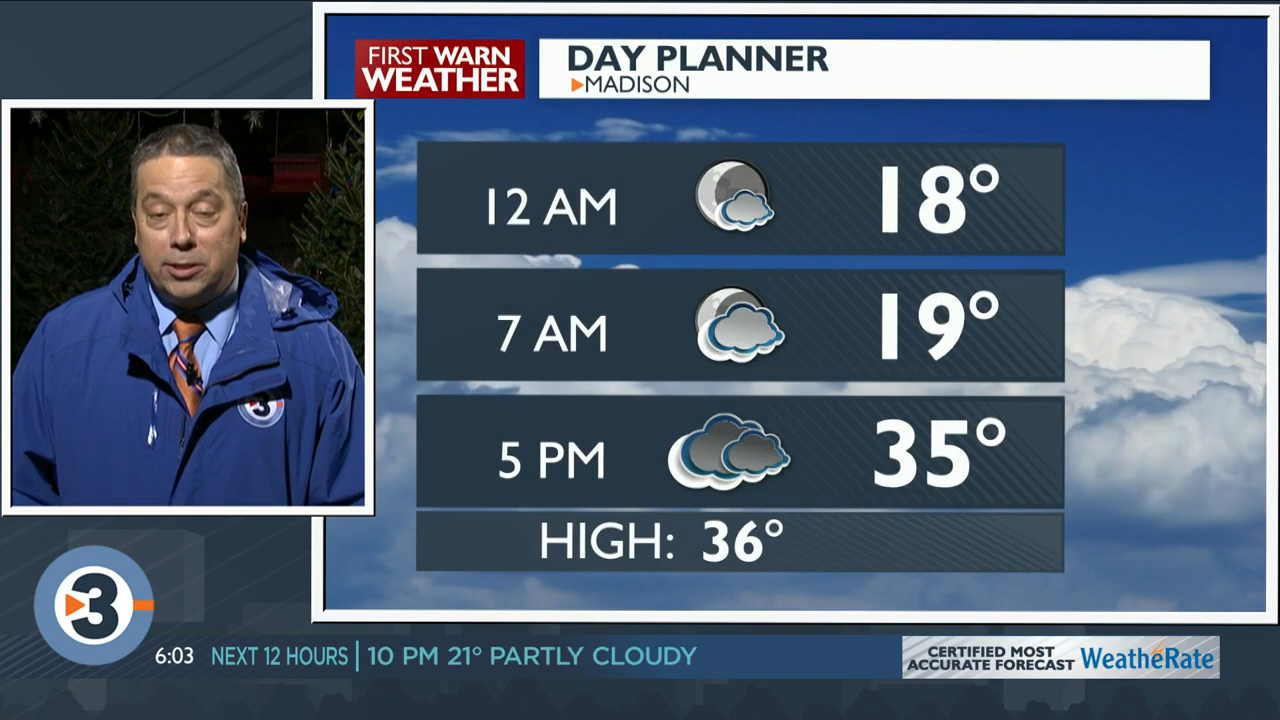 FIRST WARN
WEATHER
DAY PLANNER
MADISON
12 AM 18°
7 AM 19°
5 PM 35°
HIGH: 36°
3
3
6:03 NEXT 12 HOURS | 10 PM 21° PARTLY CLOUDY
CERTIFIED MOST
ACCURATE FORECAST
WeatheRate